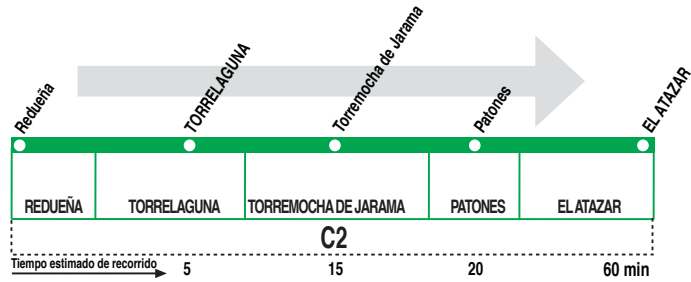 Redueña
TORRELAGUNA
Torremocha de Jarama
Patones
EL ATAZAR
REDUEÑA TORRELAGUNA TORREMOCHA DE JARAMA PATONES EL ATAZAR
C2
Tiempo estimado de recorrido 5 15 20 60 min